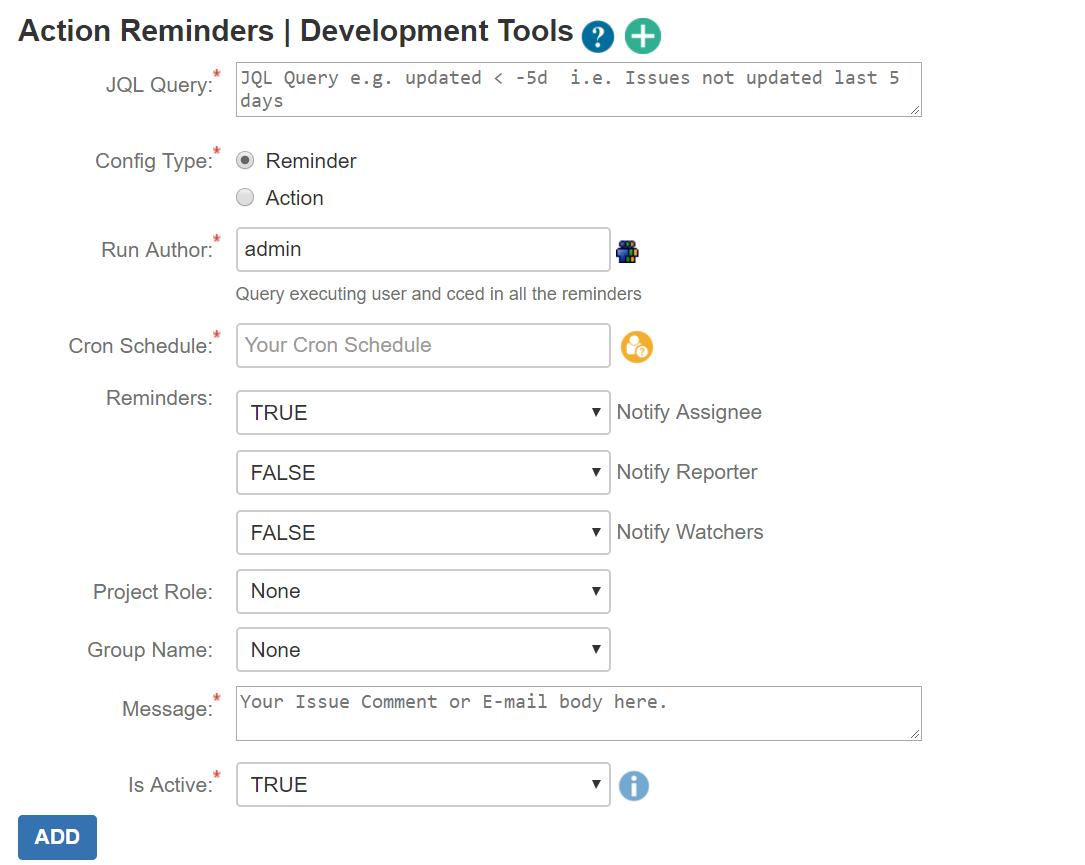 Action Reminders | Development Tools ? +
JQL Query:* JQL Query e.g. updated < -5d  i.e. Issues not updated last 5
days
Config Type:* Reminder
Action
Run Author:* admin
Query executing user and cced in all the reminders
Cron Schedule:* Your Cron Schedule
Reminders: TRUE Notify Assignee
FALSE Notify Reporter
FALSE Notify Watchers
Project Role: None
Group Name: None
Message:* Your Issue Comment or E-mail body here.
Is Active:* TRUE i
ADD